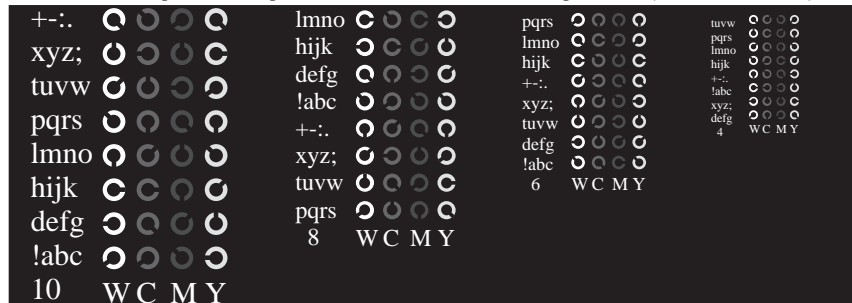 +-:.
xyz;
tuvw
pqrs
lmno
hijk
defg
!abc
10 W C M Y
lmno
hijk
defg
!abc
+-:.
xyz;
tuvw
pqrs
8 W C M Y
pqrs
lmno
hijk
+-:.
xyz;
tuvw
defg
!abc
6 W C M Y
tuvw
pqrs
lmno
hijk
+-:.
!abc
xyz;
defg
4 W C M Y